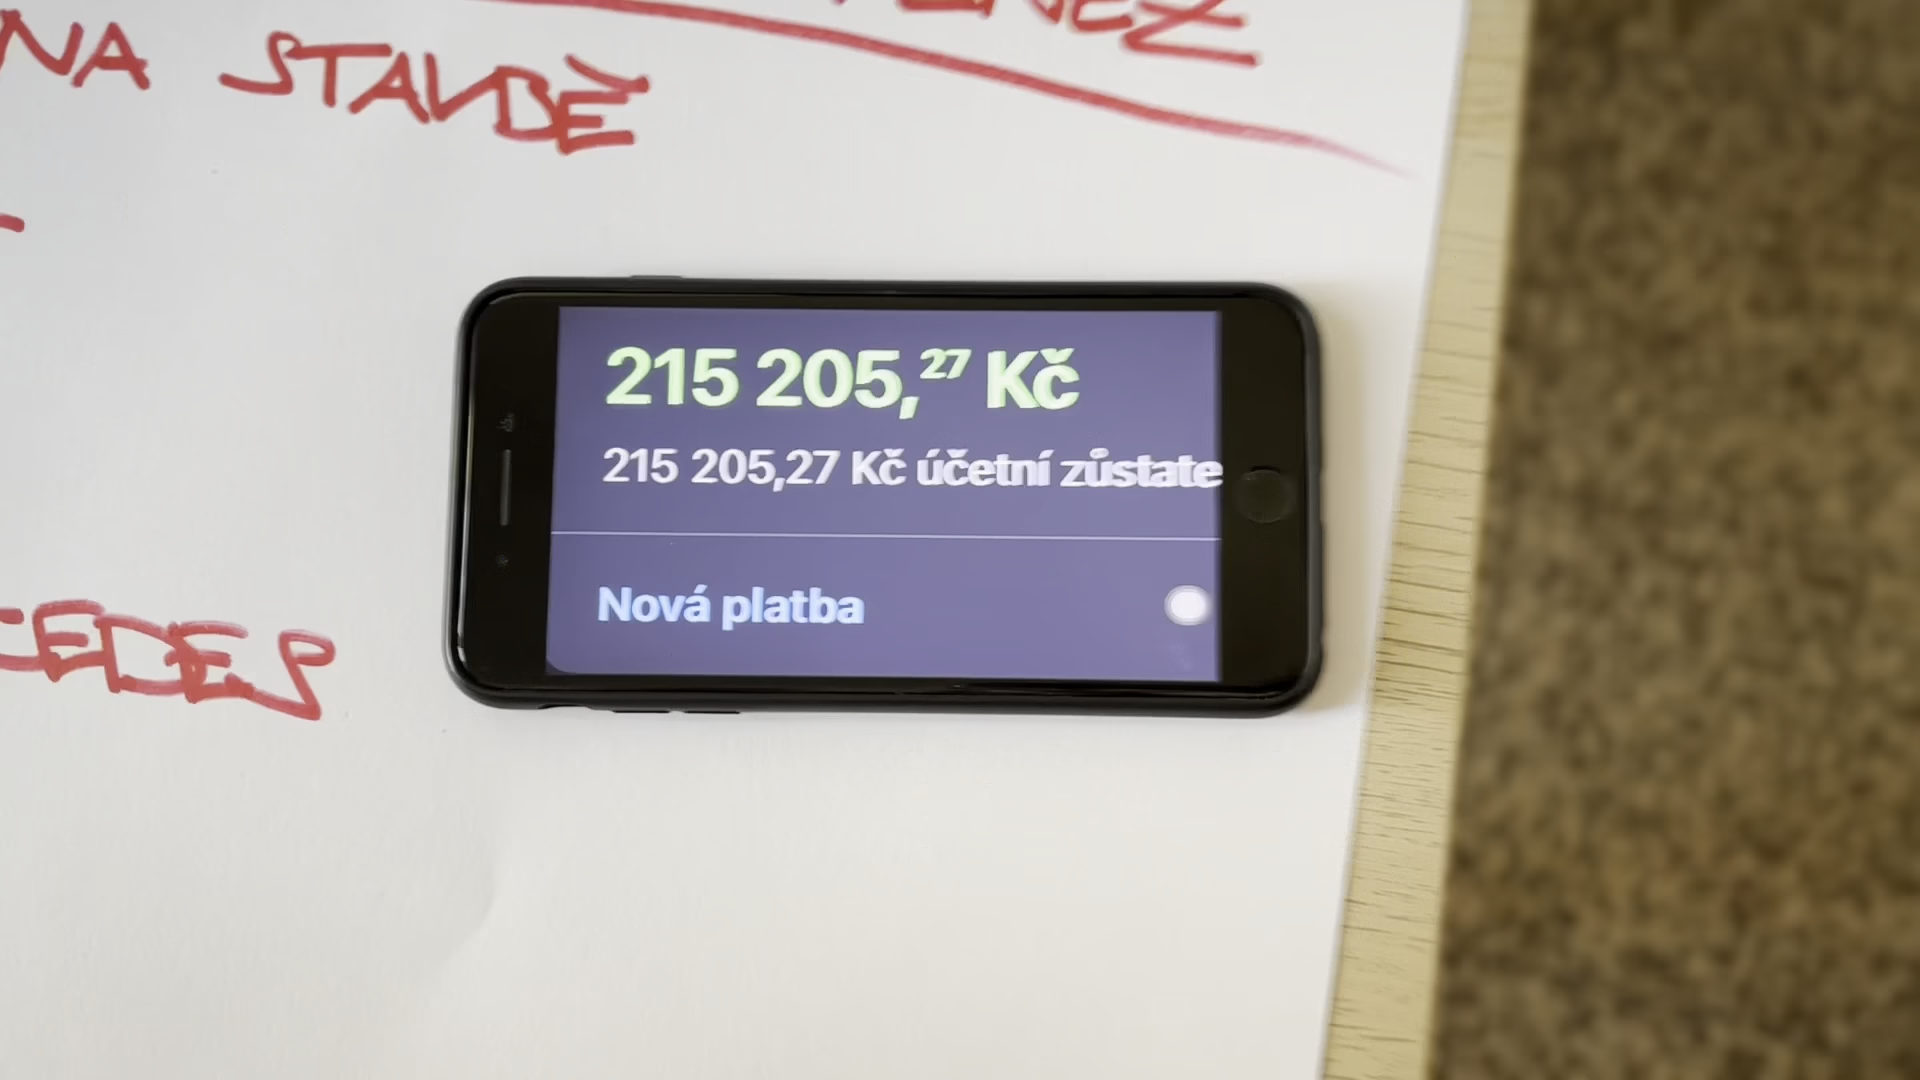 NA STAVBĚ
215 205,27 Kč
215 205,27 Kč účetní zůstate
Nová platba